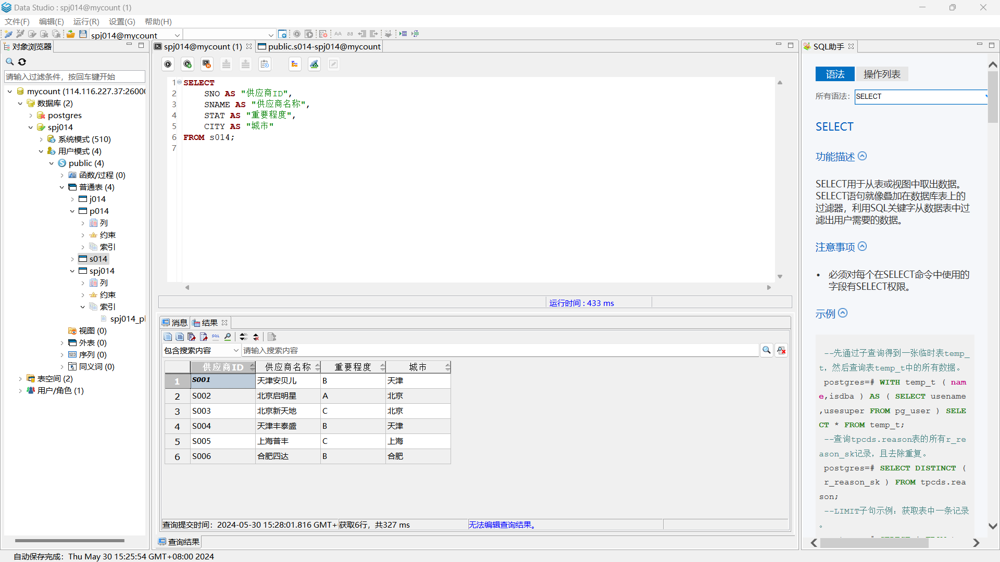 Data Studio : spj014@mycount (1)
文件(F) 编辑(E) 运行(R) 设置(G) 帮助(H)
spj014@mycount
对象浏览器
请输入过滤条件，按回车键开始
mycount (114.116.227.37:2600
数据库 (2)
postgres
spj014
系统模式 (510)
用户模式 (4)
public (4)
函数/过程 (0)
普通表 (4)
j014
p014
列
约束
索引
s014
spj014
列
约束
索引
spj014_p
视图 (0)
外表 (0)
序列 (0)
同义词 (0)
表空间 (2)
用户/角色 (1)
spj014@mycount (1) public.s014-spj014@mycount
1 SELECT
2 SNO AS "供应商ID",
3 SNAME AS "供应商名称",
4 STAT AS "重要程度",
5 CITY AS "城市"
6 FROM s014;
7
运行时间 : 433 ms
消息 结果
包含搜索内容 请输入搜索内容
供应商ID 供应商名称 重要程度 城市
1 S001 天津安贝儿 B 天津
2 S002 北京启明星 A 北京
3 S003 北京新天地 C 北京
4 S004 天津丰泰盛 B 天津
5 S005 上海普丰 C 上海
6 S006 合肥四达 B 合肥
查询提交时间：2024-05-30 15:28:01.816 GMT+ 获取6行，共327 ms 无法编辑查询结果。
查询结果
SQL助手
语法 操作列表
所有语法: SELECT
SELECT
功能描述
SELECT用于从表或视图中取出数据。
SELECT语句就像叠加在数据库表上的
过滤器，利用SQL关键字从数据表中过
滤出用户需要的数据。
注意事项
• 必须对每个在SELECT命令中使用的
字段有SELECT权限。
示例
--先通过子查询得到一张临时表temp_
t，然后查询表temp_t中的所有数据。
postgres=# WITH temp_t ( nam
e,isdba ) AS ( SELECT usename
,usesuper FROM pg_user ) SELE
CT * FROM temp_t;
--查询tpcds.reason表的所有r_re
ason_sk记录，且去除重复。
postgres=# SELECT DISTINCT (
r_reason_sk ) FROM tpcds.rea
son;
--LIMIT子句示例：获取表中一条记录
。
自动保存完成：Thu May 30 15:25:54 GMT+08:00 2024